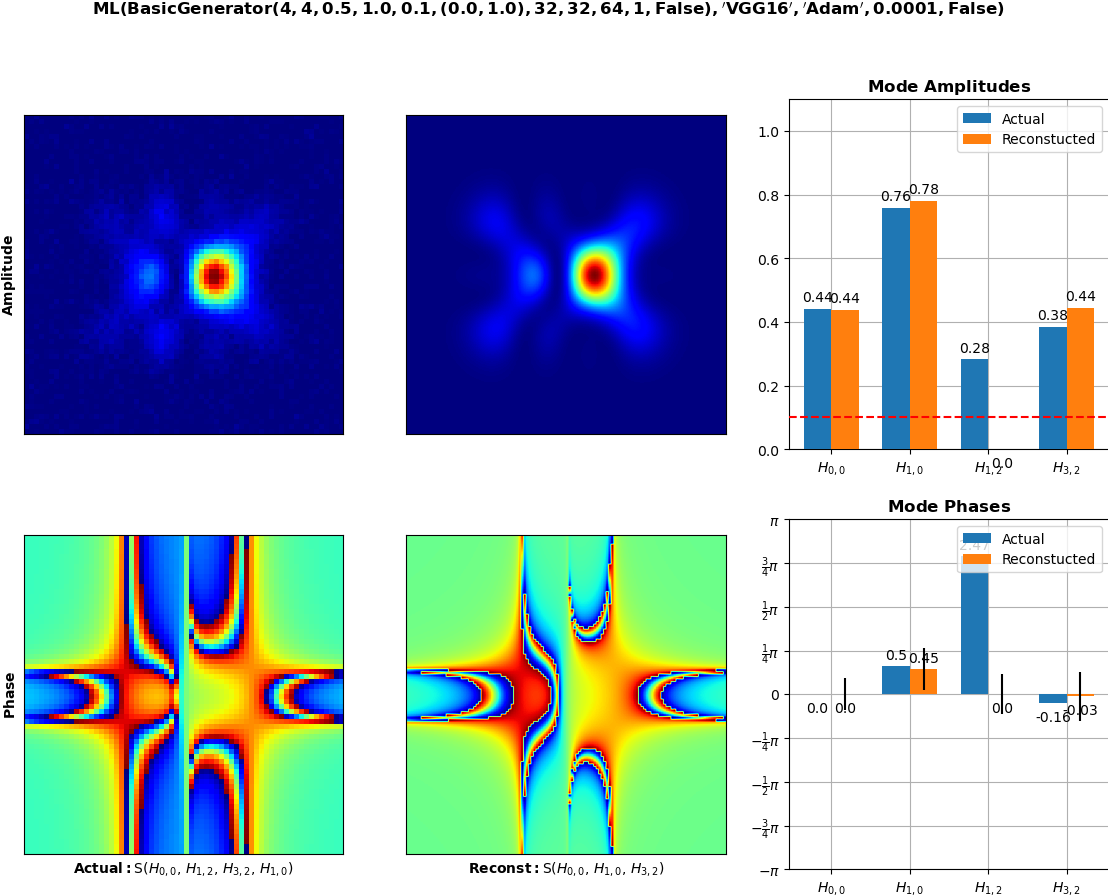 ML(BasicGenerator(4, 4, 0.5, 1.0, 0.1, (0.0, 1.0), 32, 32, 64, 1, False), ′VGG16′, ′Adam′, 0.0001, False)
Amplitude
Mode Amplitudes
Actual
Reconstucted
1.0
0.8
0.6
0.4
0.2
0.0
0.44
0.44
0.76
0.78
0.28
0.0
0.38
0.44
H0,0
H1,0
H1,2
H3,2
Phase
Actual: S(H0,0, H1,2, H3,2, H1,0)
Reconst: S(H0,0, H1,0, H3,2)
Mode Phases
Actual
Reconstucted
π
3/4π
1/2π
1/4π
0
−1/4π
−1/2π
−3/4π
−π
0.0
0.0
0.5
0.45
2.47
0.0
-0.16
-0.03
H0,0
H1,0
H1,2
H3,2